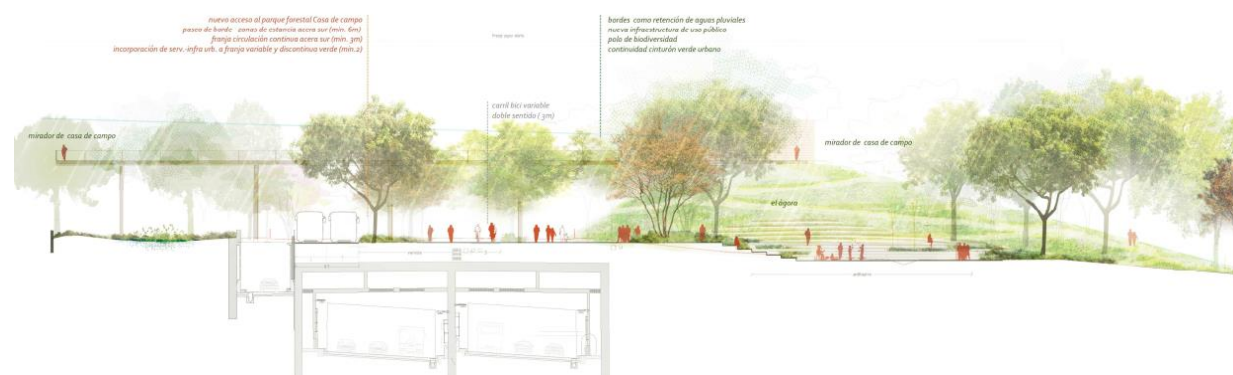 nuevo acceso al parque forestal Casa de campo
paseo de borde - zonas de estancia acera sur (min. 6m)
franja circulación continua acera sur (min. 3m)
incorporación de serv.-infra urb. a franja variable y discontinua verde (min.2)
bordes como retención de aguas pluviales
nueva infraestructura de uso público
polo de biodiversidad
continuidad cinturón verde urbano
carril bici variable
doble sentido ( 3m)
mirador de casa de campo
mirador de casa de campo
el ágora